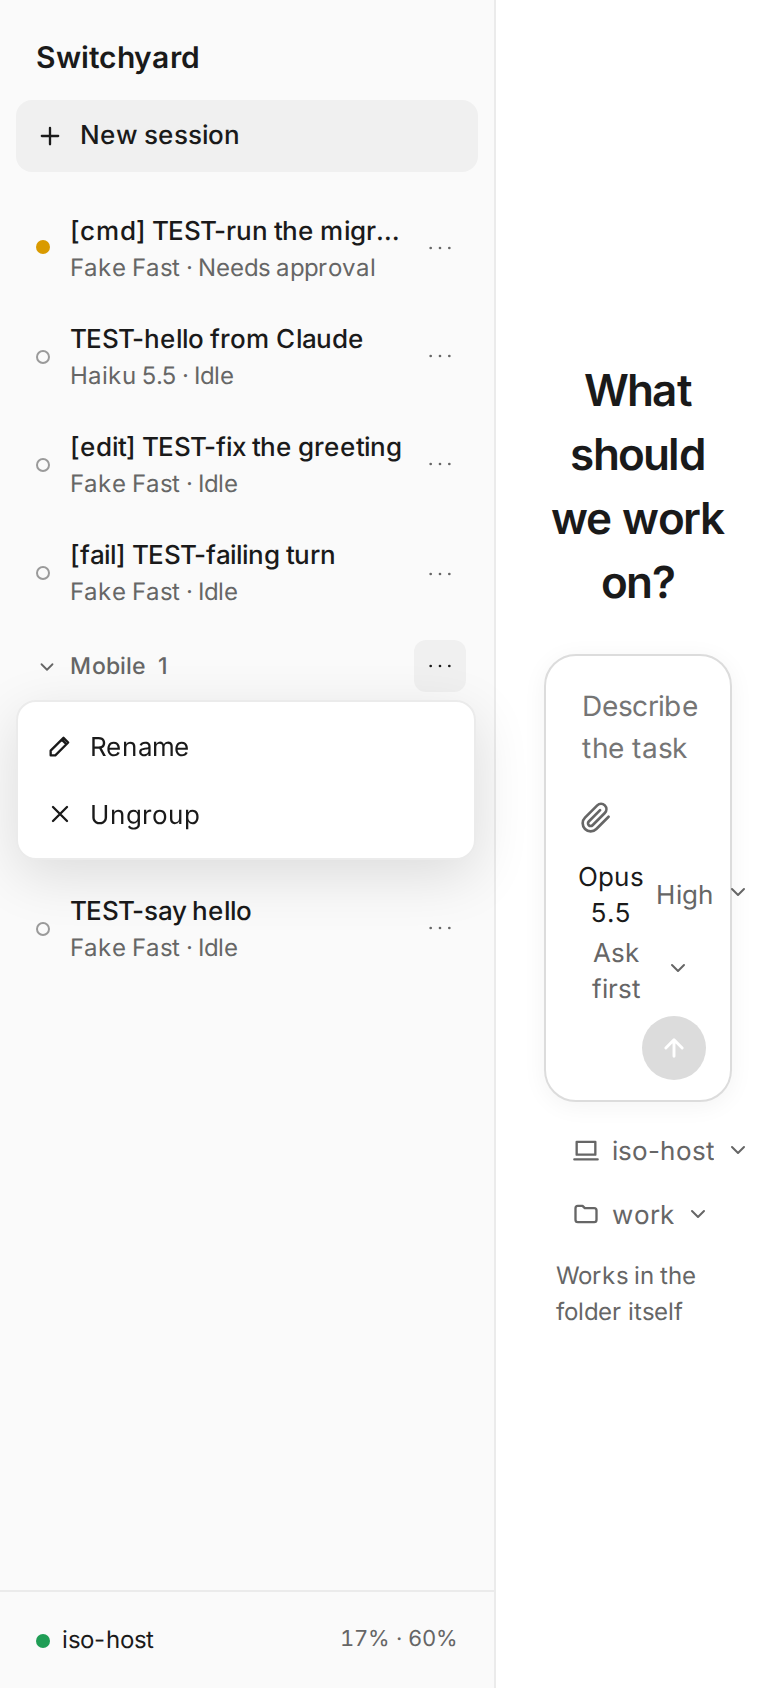 Switchyard
New session
[cmd] TEST-run the migr...
Fake Fast · Needs approval
TEST-hello from Claude
Haiku 5.5 · Idle
[edit] TEST-fix the greeting
Fake Fast · Idle
[fail] TEST-failing turn
Fake Fast · Idle
Mobile 1
Rename
Ungroup
TEST-say hello
Fake Fast · Idle
iso-host
17% · 60%
What
should
we work
on?
Describe
the task
Opus
5.5
High
Ask
first
iso-host
work
Works in the
folder itself